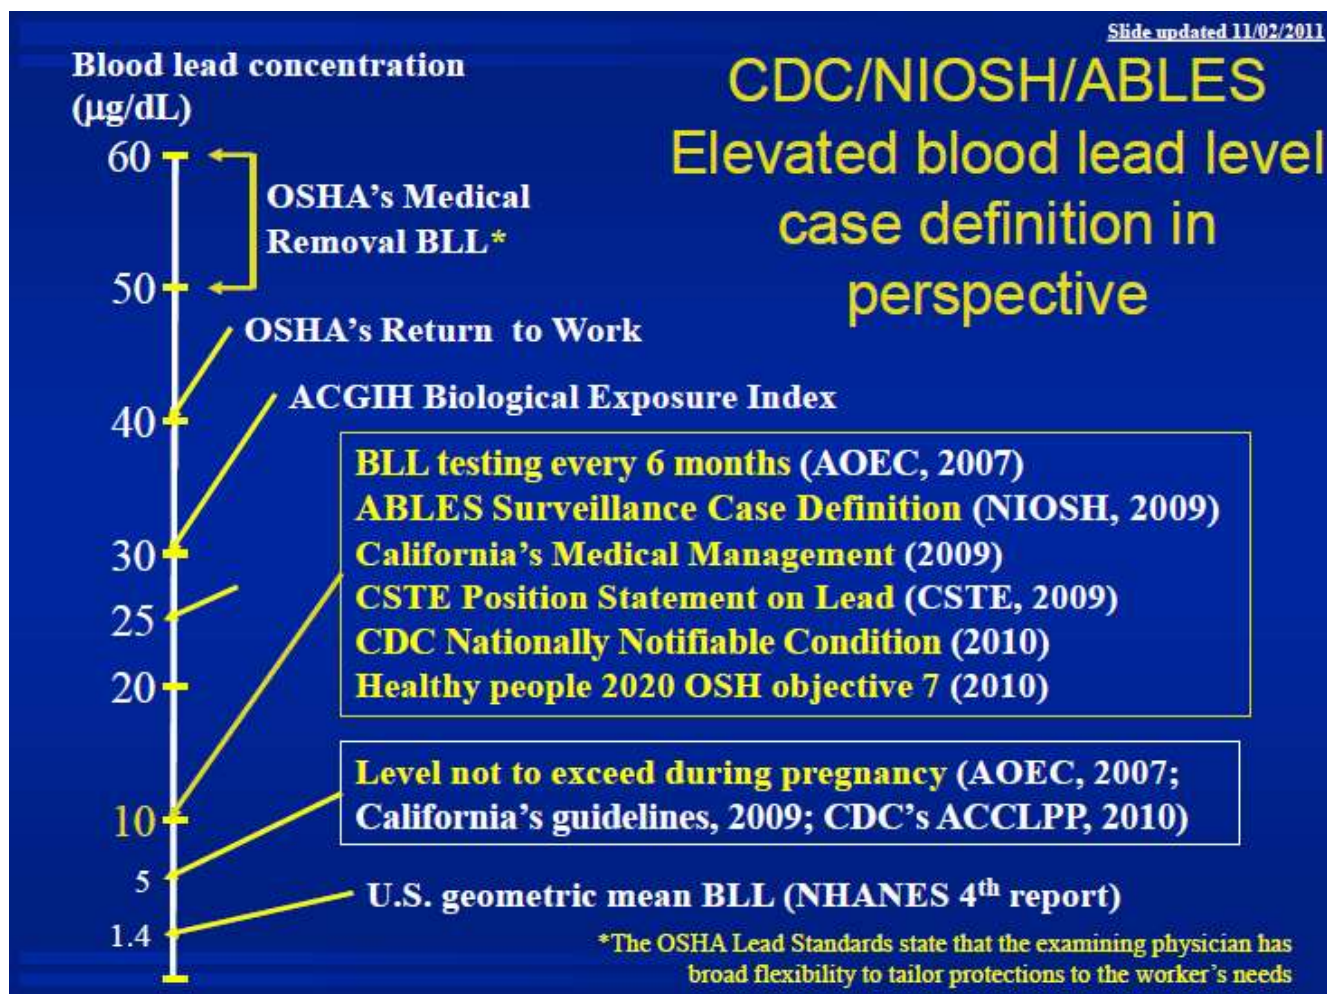 Slide updated 11/02/2011
CDC/NIOSH/ABLES
Elevated blood lead level
case definition in
perspective
Blood lead concentration
(μg/dL)
60
OSHA's Medical
Removal BLL*
50
OSHA's Return to Work
ACGIH Biological Exposure Index
40
BLL testing every 6 months (AOEC, 2007)
ABLES Surveillance Case Definition (NIOSH, 2009)
California's Medical Management (2009)
CSTE Position Statement on Lead (CSTE, 2009)
CDC Nationally Notifiable Condition (2010)
Healthy people 2020 OSH objective 7 (2010)
30
25
20
Level not to exceed during pregnancy (AOEC, 2007;
California's guidelines, 2009; CDC's ACCLPP, 2010)
10
5
U.S. geometric mean BLL (NHANES 4th report)
1.4
*The OSHA Lead Standards state that the examining physician has
broad flexibility to tailor protections to the worker's needs